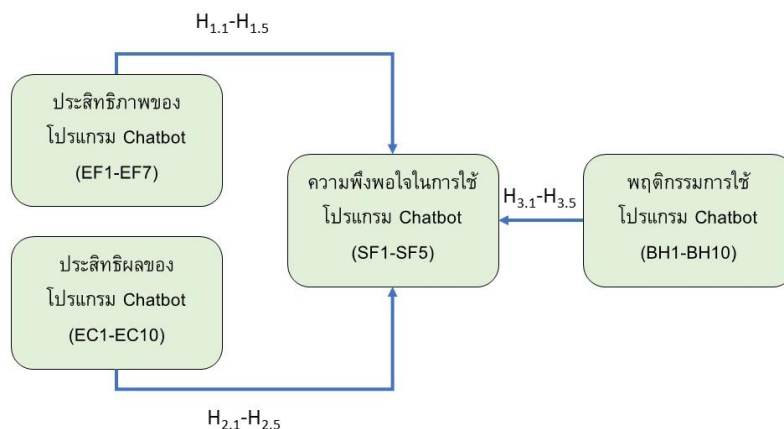 H1.1-H1.5
ประสิทธิภาพของ
โปรแกรม Chatbot
(EF1-EF7)
ประสิทธิผลของ
โปรแกรม Chatbot
(EC1-EC10)
H2.1-H2.5
ความพึงพอใจในการใช้
โปรแกรม Chatbot
(SF1-SF5)
H3.1-H3.5
พฤติกรรมการใช้
โปรแกรม Chatbot
(BH1-BH10)